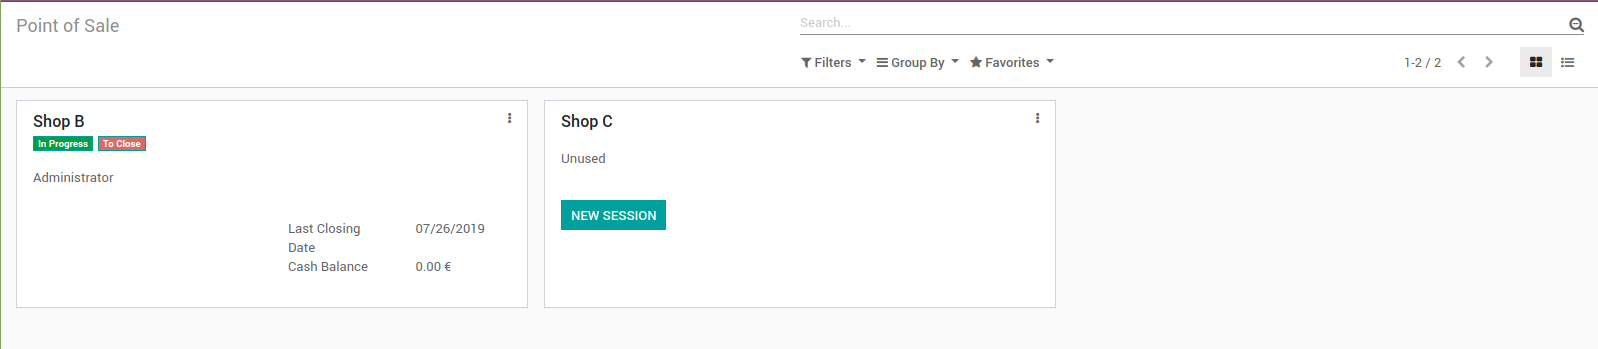 Point of Sale
Search...
Filters Group By Favorites 1-2 / 2
Shop B
In Progress To Close
Administrator
Last Closing Date 07/26/2019
Cash Balance 0.00 €
Shop C
Unused
NEW SESSION